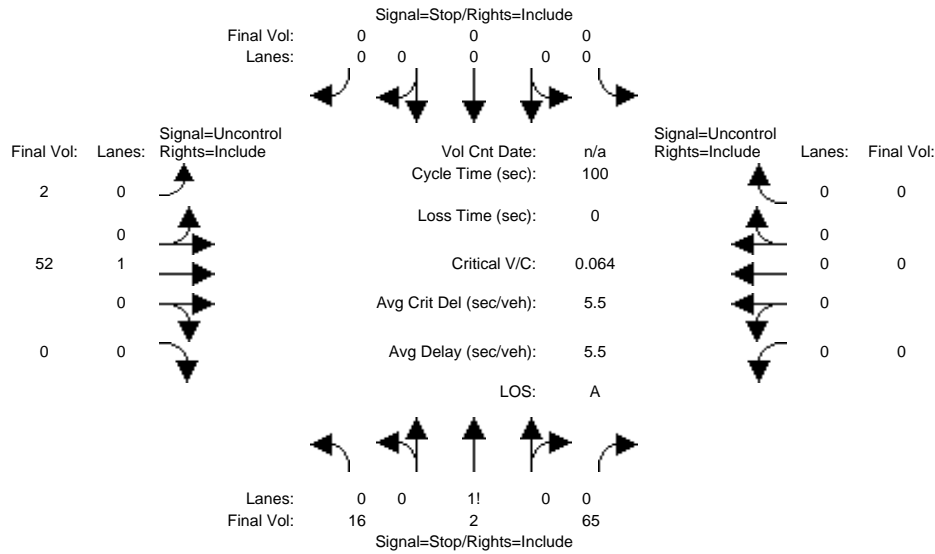 Signal=Stop/Rights=Include
Final Vol: 0 0 0
Lanes: 0 0 0 0 0
Signal=Uncontrol
Final Vol: Lanes: Rights=Include
2 0
0
52 1
0
0 0
Vol Cnt Date: n/a
Cycle Time (sec): 100
Loss Time (sec): 0
Critical V/C: 0.064
Avg Crit Del (sec/veh): 5.5
Avg Delay (sec/veh): 5.5
LOS: A
Signal=Uncontrol
Rights=Include Lanes: Final Vol:
0 0
0
0 0
0
0 0
Lanes: 0 0 1! 0 0
Final Vol: 16 2 65
Signal=Stop/Rights=Include